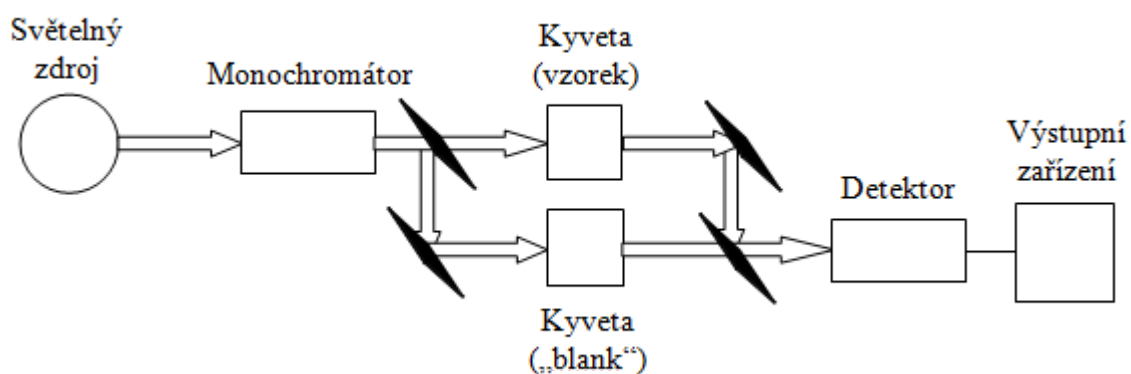 Světelný
zdroj
Monochromátor
Kyveta
(vzorek)
Výstupní
zařízení
Detektor
Kyveta
(„blank“)